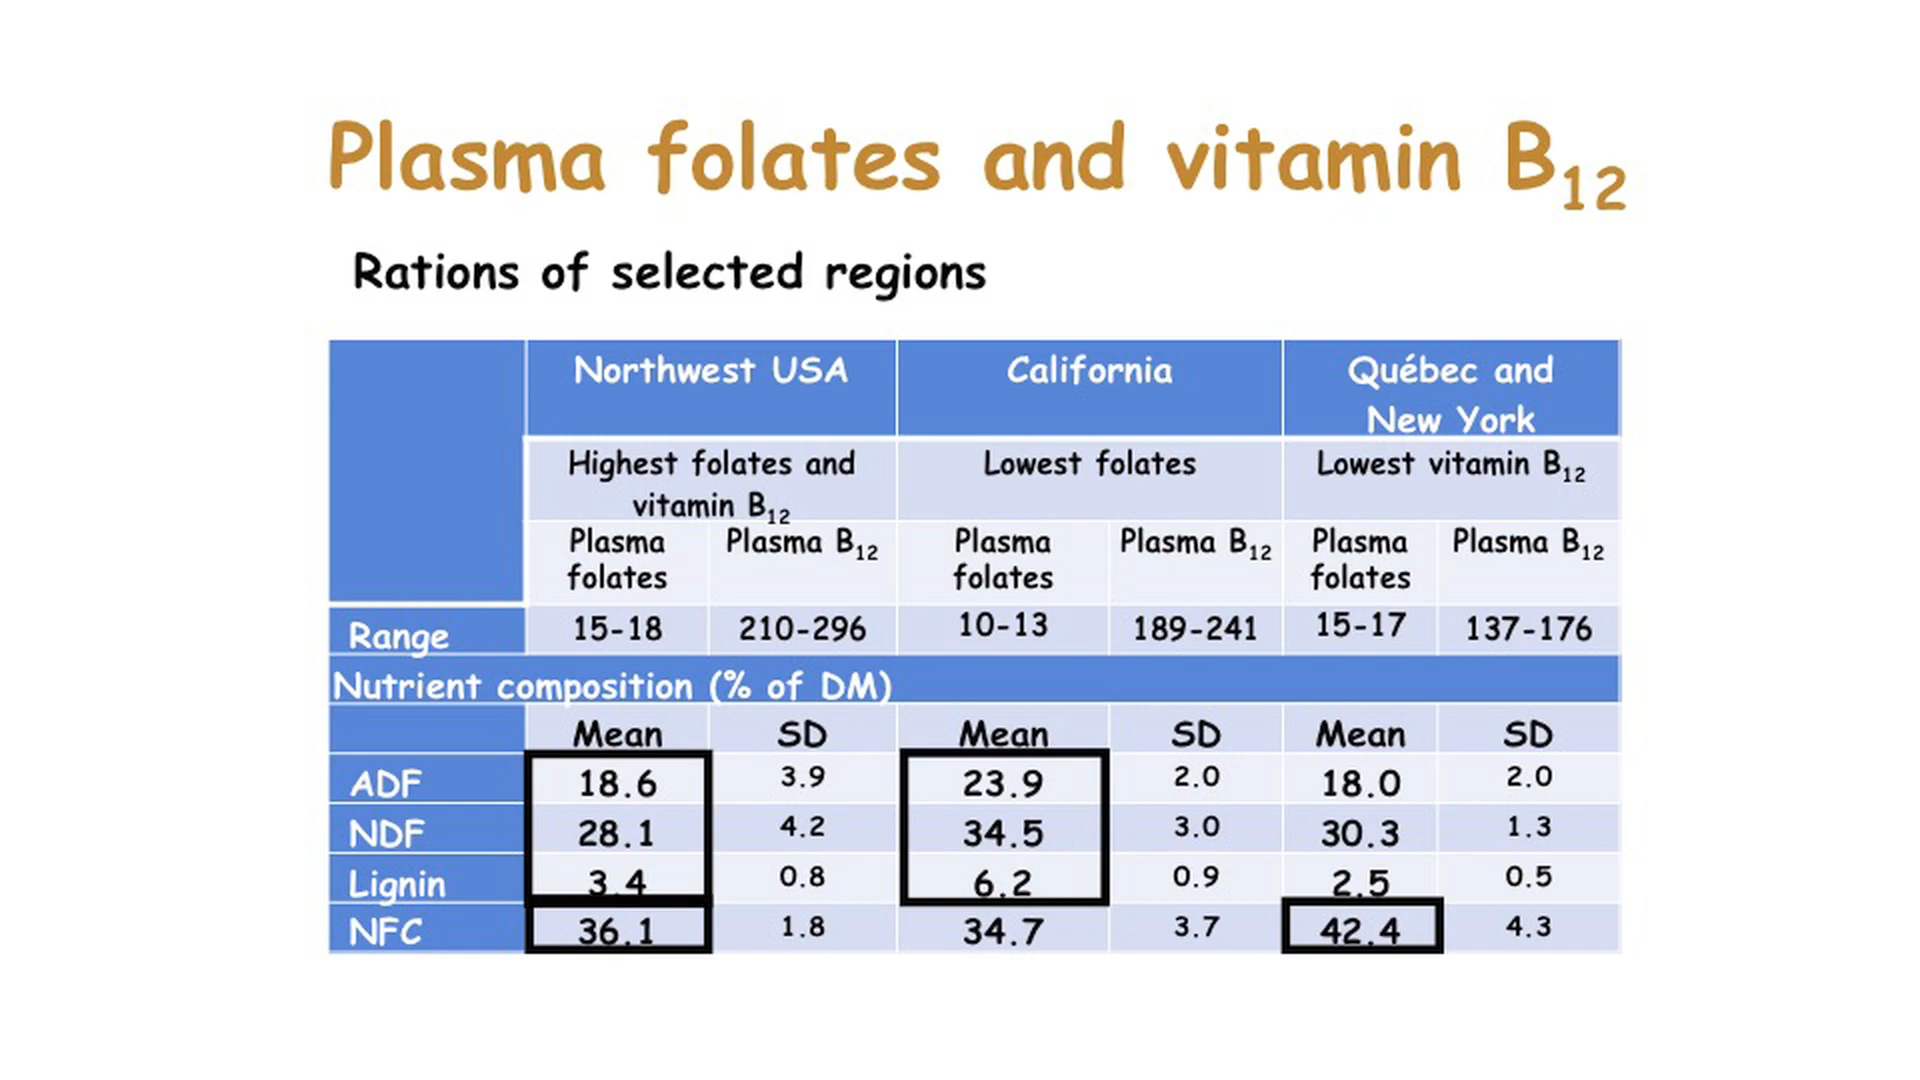 Plasma folates and vitamin B12
Rations of selected regions
Northwest USA California Québec and
New York
Highest folates and Lowest folates Lowest vitamin B12
vitamin B12
Plasma Plasma B12 Plasma Plasma B12 Plasma Plasma B12
folates folates folates
Range 15-18 210-296 10-13 189-241 15-17 137-176
Nutrient composition (% of DM)
Mean SD Mean SD Mean SD
ADF 18.6 3.9 23.9 2.0 18.0 2.0
NDF 28.1 4.2 34.5 3.0 30.3 1.3
Lignin 3.4 0.8 6.2 0.9 2.5 0.5
NFC 36.1 1.8 34.7 3.7 42.4 4.3